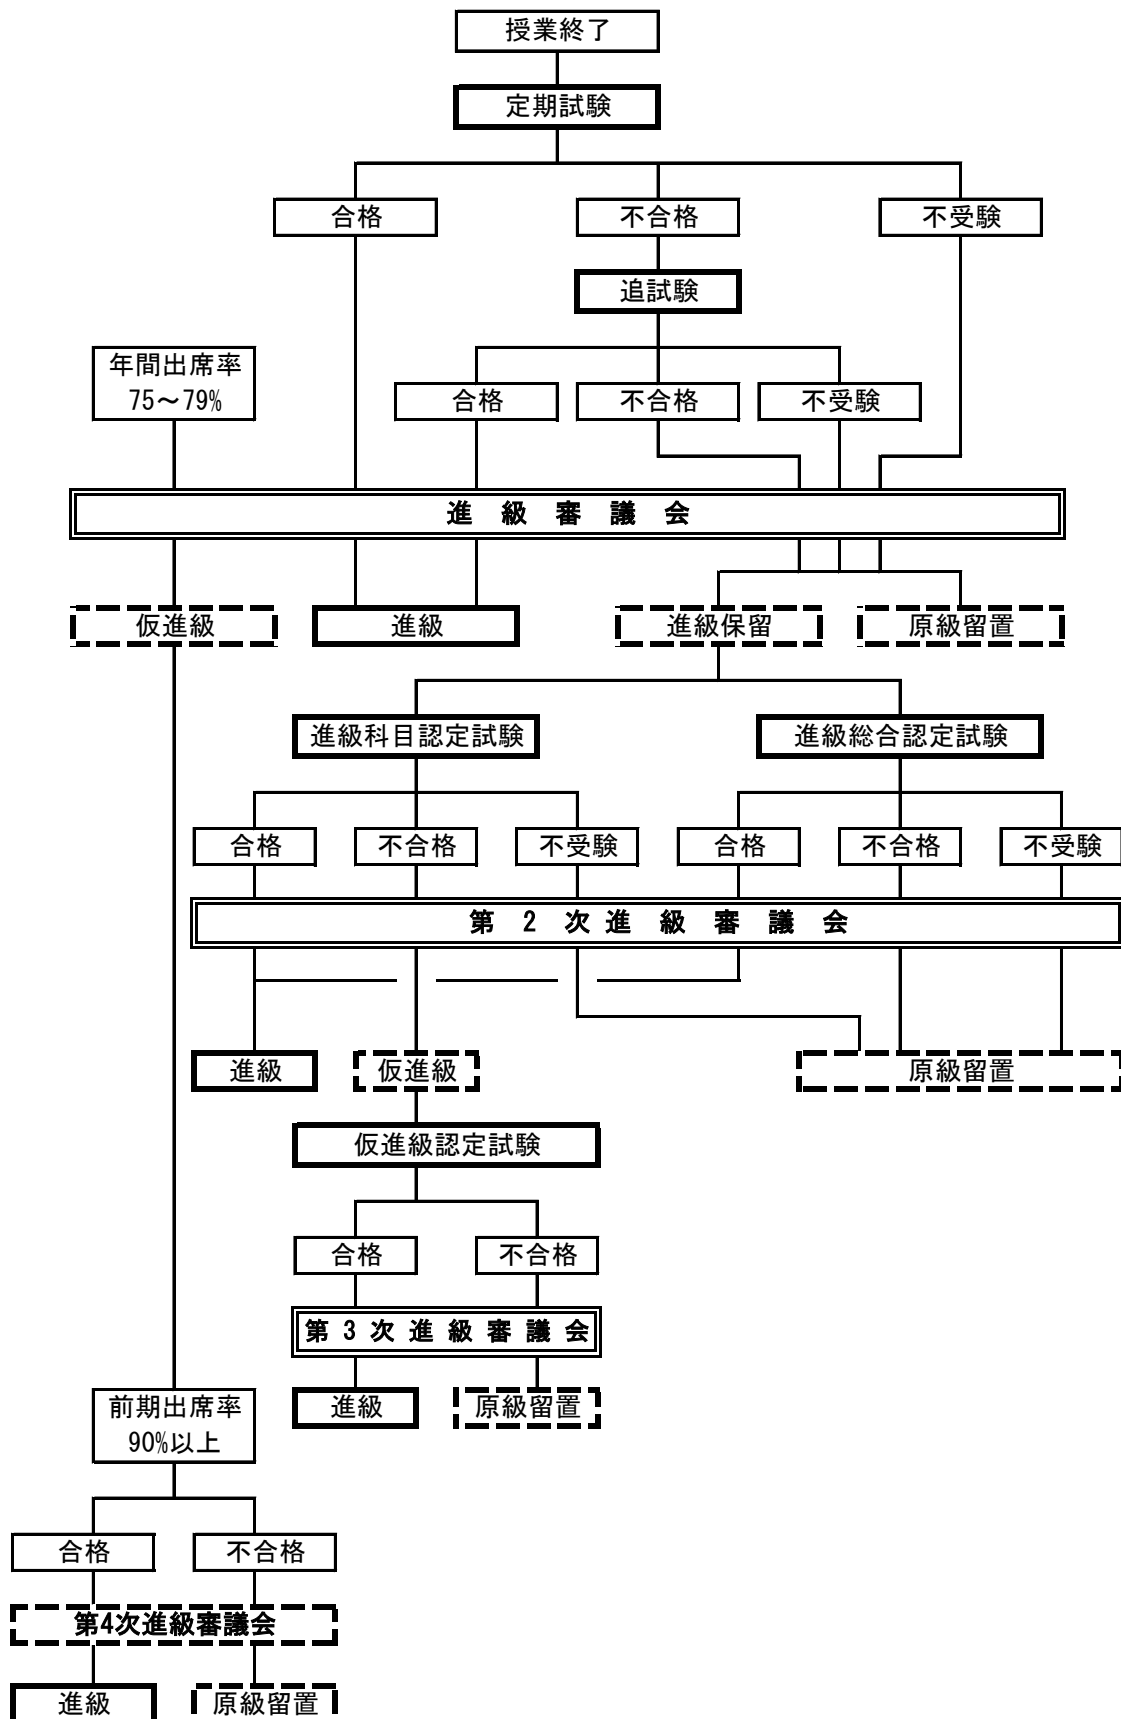 授業終了
定期試験
合格
不合格
不受験
追試験
年間出席率
75～79%
合格
不合格
不受験
進級審議会
仮進級
進級
進級保留
原級留置
進級科目認定試験
進級総合認定試験
合格
不合格
不受験
合格
不合格
不受験
第2次進級審議会
進級
仮進級
原級留置
仮進級認定試験
合格
不合格
第3次進級審議会
進級
原級留置
前期出席率
90%以上
合格
不合格
第4次進級審議会
進級
原級留置